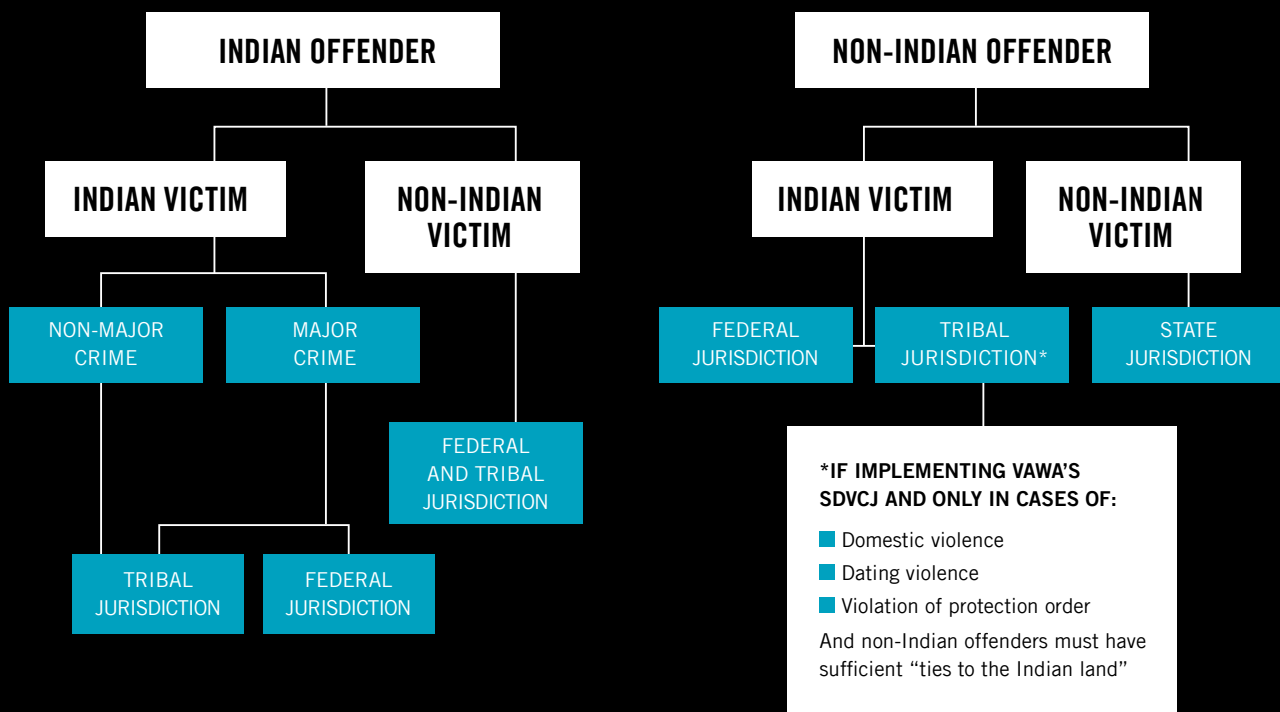 INDIAN OFFENDER
INDIAN VICTIM
NON-INDIAN
VICTIM
NON-MAJOR
CRIME
MAJOR
CRIME
FEDERAL
AND TRIBAL
JURISDICTION
TRIBAL
JURISDICTION
FEDERAL
JURISDICTION
NON-INDIAN OFFENDER
INDIAN VICTIM
NON-INDIAN
VICTIM
FEDERAL
JURISDICTION
TRIBAL
JURISDICTION*
STATE
JURISDICTION
*IF IMPLEMENTING VAWA'S
SDVCJ AND ONLY IN CASES OF:
Domestic violence
Dating violence
Violation of protection order
And non-Indian offenders must have
sufficient “ties to the Indian land”